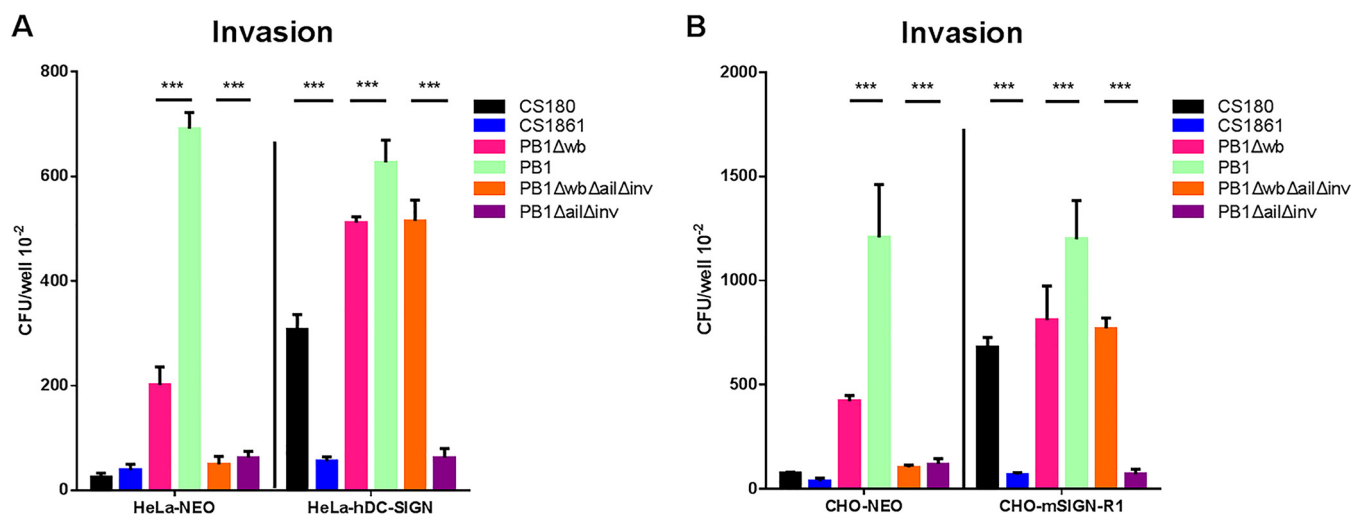 A
Invasion
800
600
400
200
0
CFU/well 10-2
*** *** *** *** ***
HeLa-NEO
HeLa-hDC-SIGN
CS180
CS1861
PB1Δwb
PB1
PB1ΔwbΔailΔinv
PB1ΔailΔinv
B
Invasion
2000
1500
1000
500
0
CFU/well 10-2
*** *** *** *** ***
CHO-NEO
CHO-mSIGN-R1
CS180
CS1861
PB1Δwb
PB1
PB1ΔwbΔailΔinv
PB1ΔailΔinv